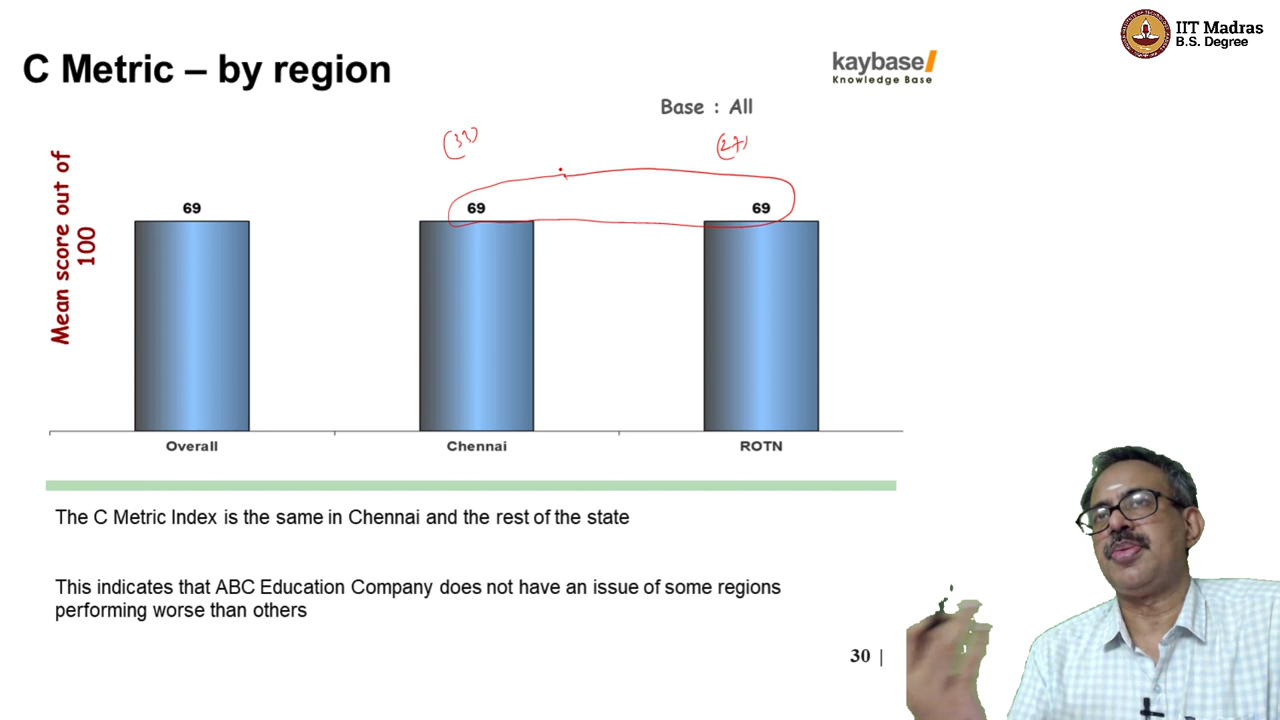 IIT Madras
B.S. Degree
C Metric – by region
kaybase
Knowledge Base
Base : All
(33)
(27)
Mean score out of
100
69
69
69
Overall
Chennai
ROTN
The C Metric Index is the same in Chennai and the rest of the state
This indicates that ABC Education Company does not have an issue of some regions
performing worse than others
30 |